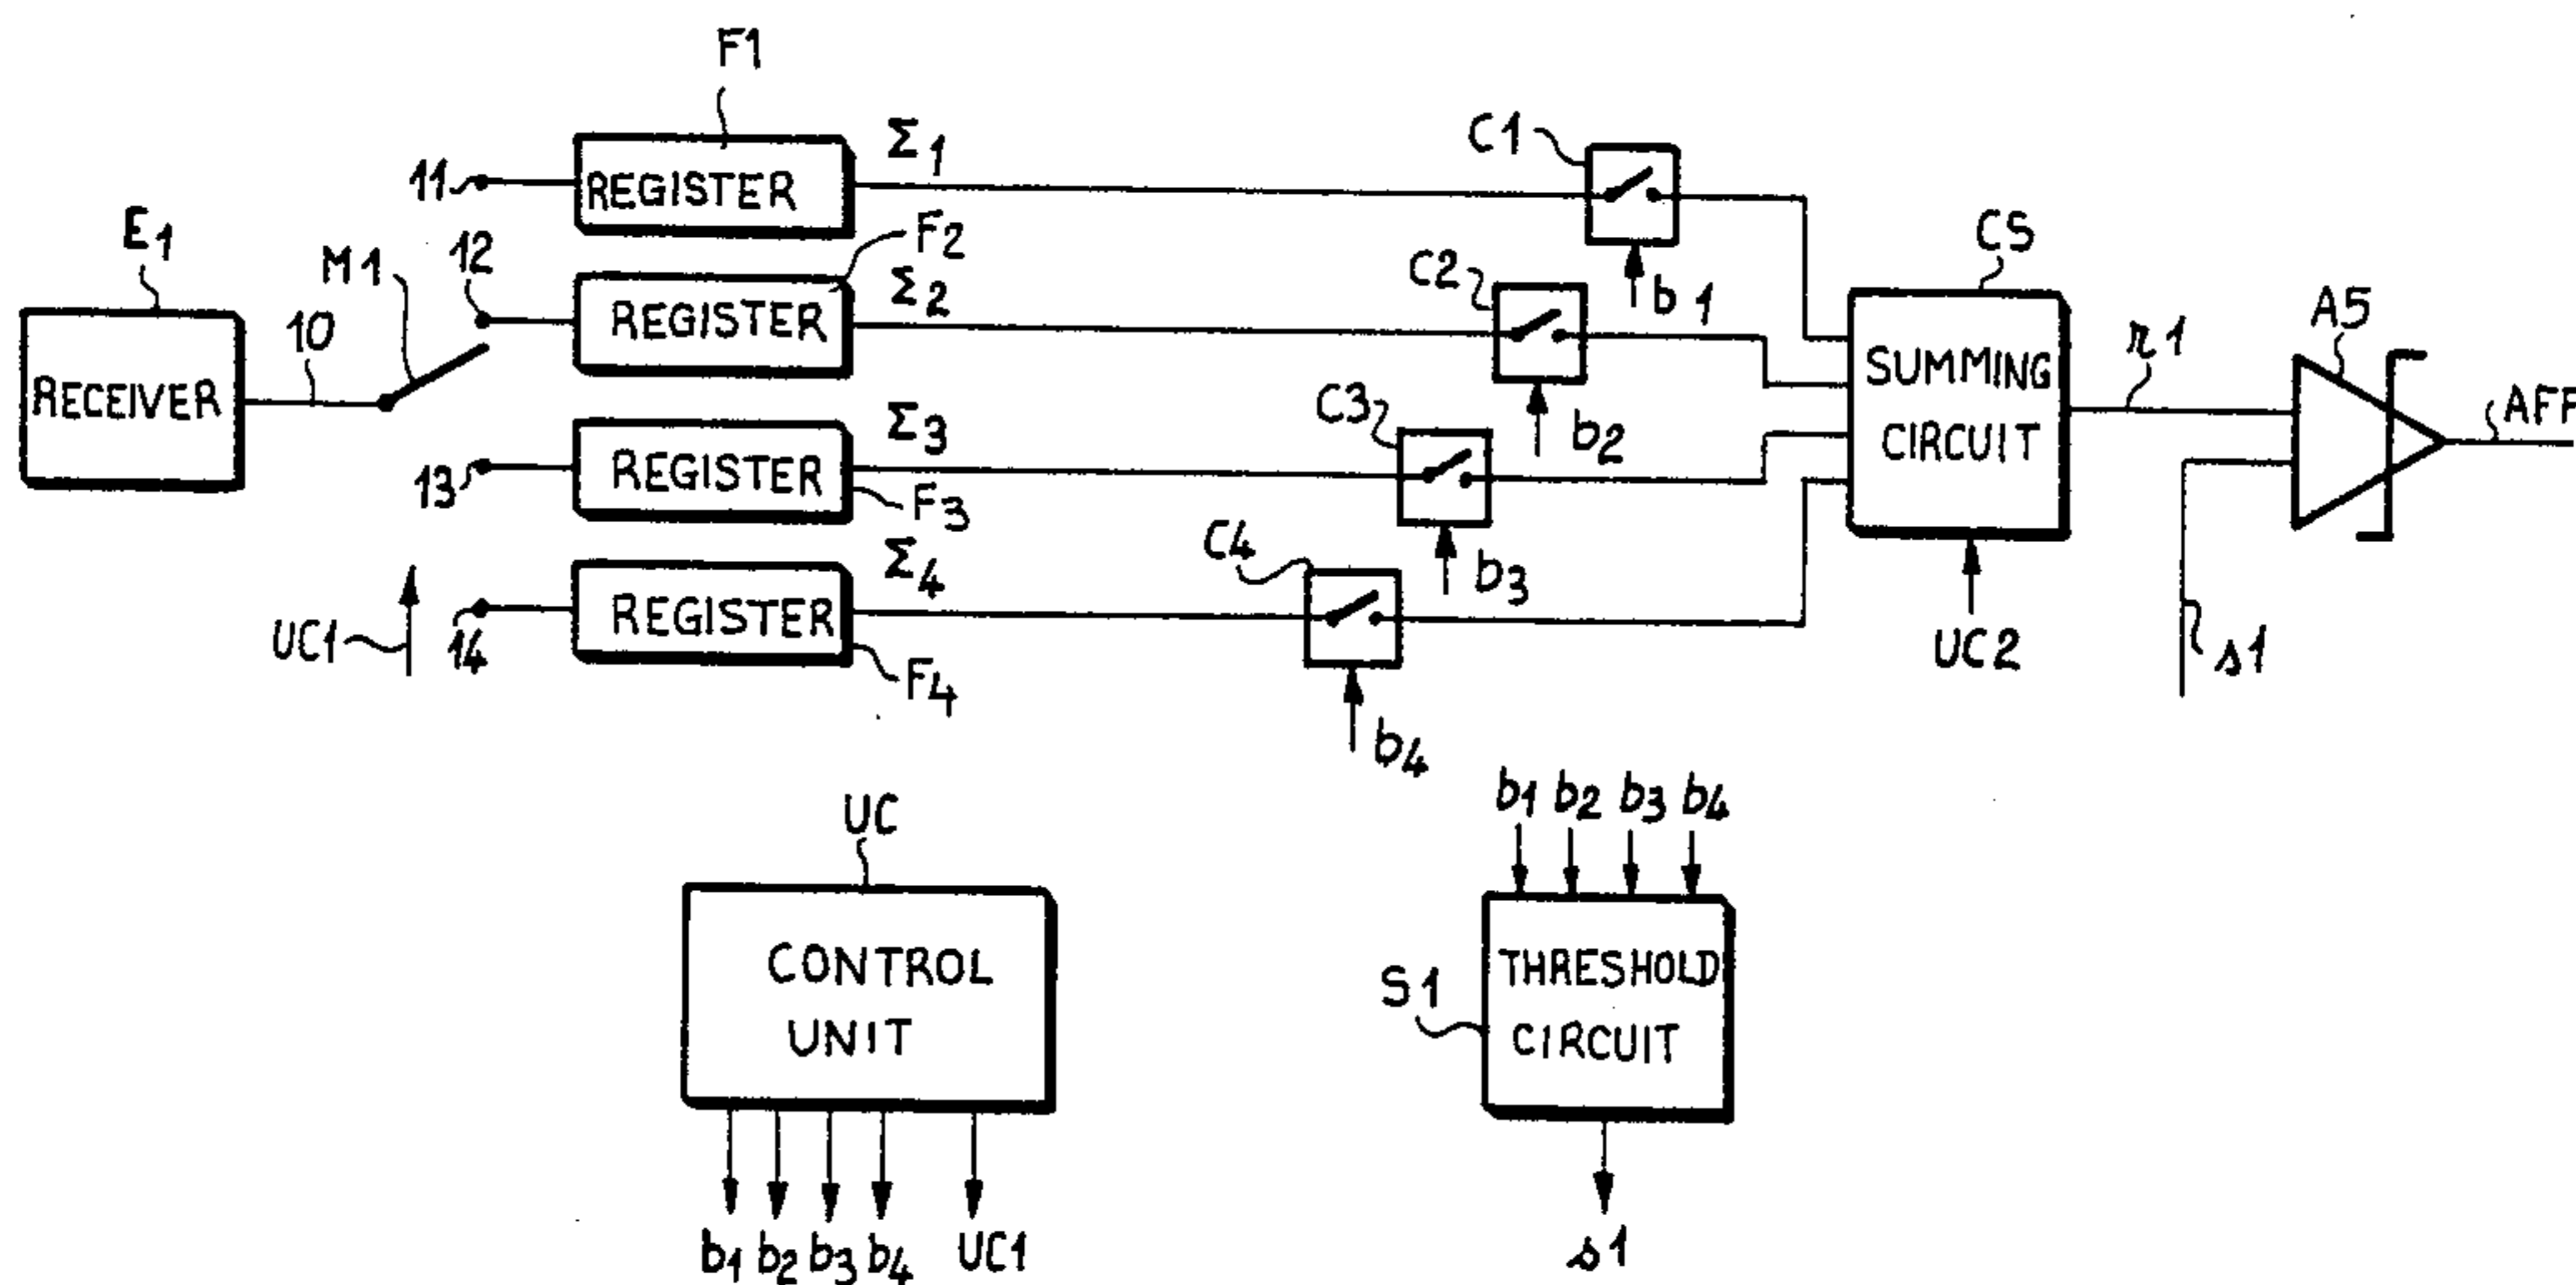 F1
Σ1
C1
11
REGISTER
E1
M1
12
F2
Σ2
C2
b1
CS
10
REGISTER
RECEIVER
SUMMING
CIRCUIT
r1
A5
AFF
13
REGISTER
Σ3
F3
C3
b2
UC1
14
REGISTER
Σ4
F4
C4
b3
UC2
s1
b4
UC
b1 b2 b3 b4
CONTROL
UNIT
S1
THRESHOLD
CIRCUIT
b1 b2 b3 b4 UC1
s1